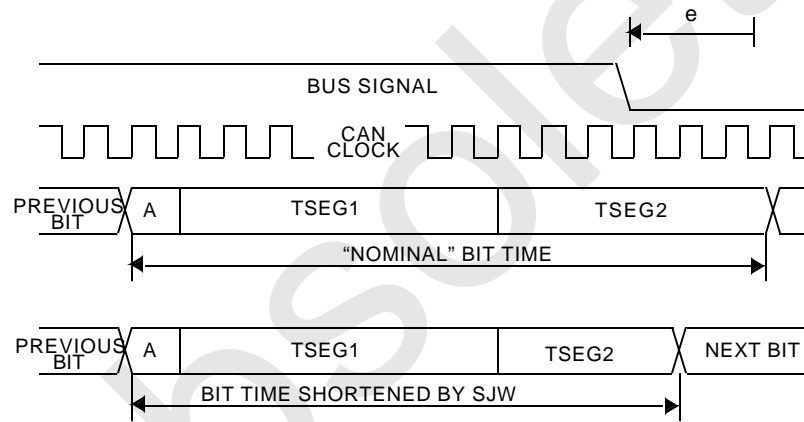 e
BUS SIGNAL
CAN
CLOCK
PREVIOUS
BIT
A
TSEG1
TSEG2
“NOMINAL” BIT TIME
PREVIOUS
BIT
A
TSEG1
TSEG2
NEXT BIT
BIT TIME SHORTENED BY SJW